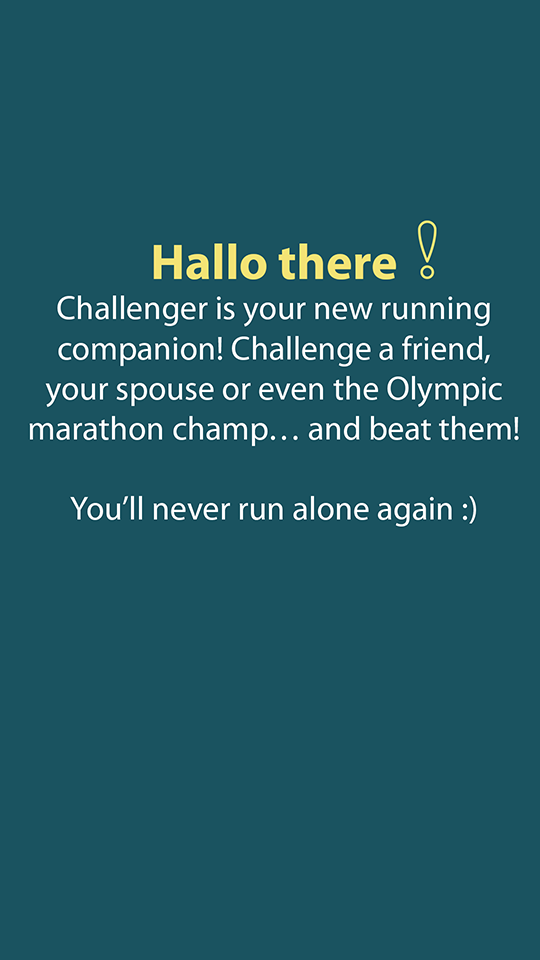 Hallo there!
Challenger is your new running
companion! Challenge a friend,
your spouse or even the Olympic
marathon champ… and beat them!
You’ll never run alone again :)